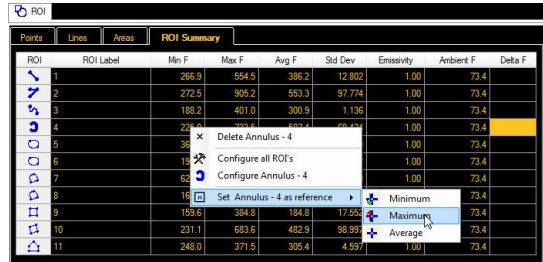 ROI
Points Lines Areas ROI Summary
ROI ROI Label Min F Max F Avg F Std Dev Emissivity Ambient F Delta F
1 266.9 554.5 386.2 12.802 1.00 73.4
2 272.5 905.2 553.3 97.774 1.00 73.4
3 188.2 401.0 300.9 1.136 1.00 73.4
4 1.00 73.4
Delete Annulus - 4
5 1.00 73.4
Configure all ROI's
6 1.00 73.4
Configure Annulus - 4
7 1.00 73.4
Set Annulus - 4 as reference Minimum
8 73.4
9 159.6 384.8 184.8 17.552 Maximum 73.4
10 231.1 683.6 482.9 98.997 Average 73.4
11 248.0 371.5 305.4 4.597 1.00 73.4